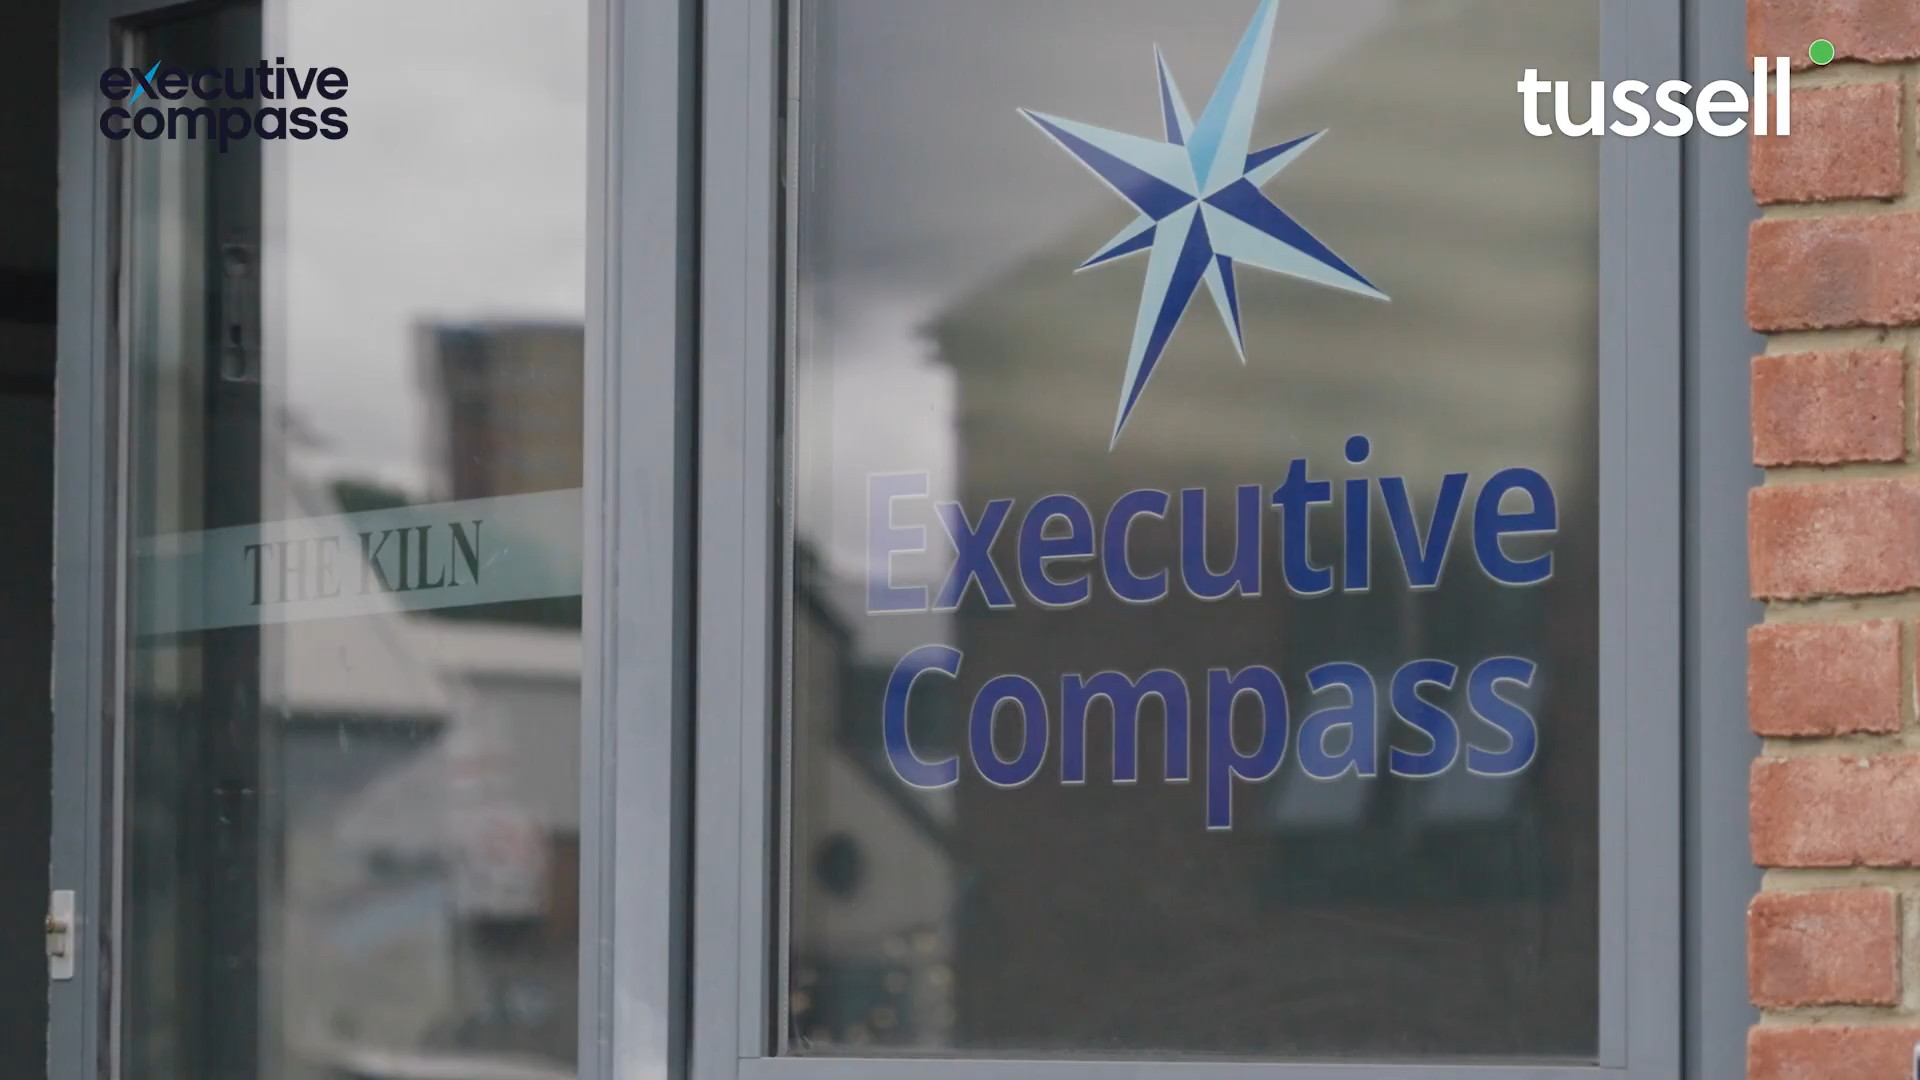 executive
compass
tussell
THE KILN
Executive
Compass